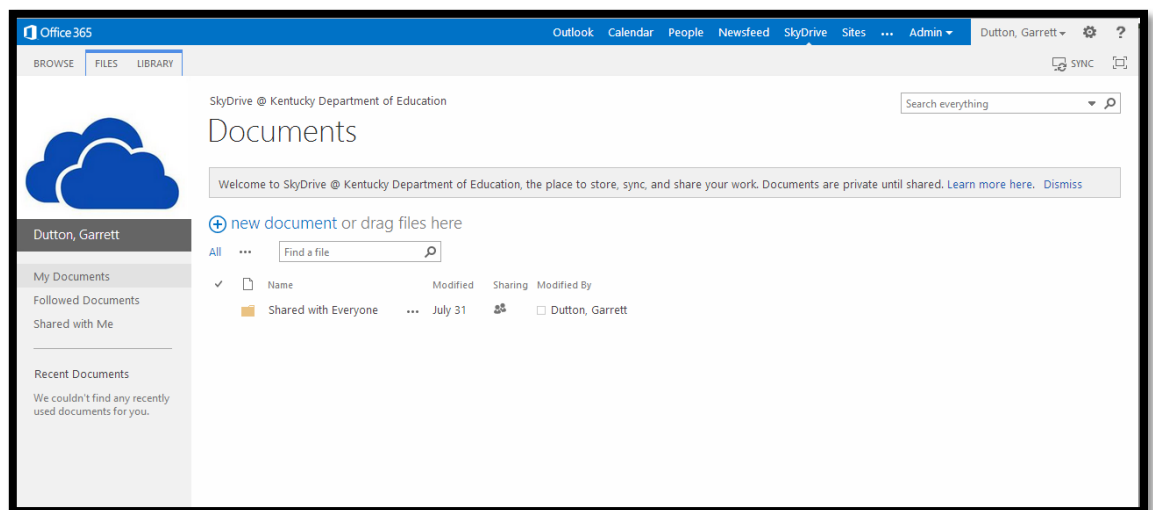 Office 365 Outlook Calendar People Newsfeed SkyDrive Sites ... Admin Dutton, Garrett ?
BROWSE FILES LIBRARY SYNC
SkyDrive @ Kentucky Department of Education
Search everything
Documents
Welcome to SkyDrive @ Kentucky Department of Education, the place to store, sync, and share your work. Documents are private until shared. Learn more here. Dismiss
new document or drag files here
Dutton, Garrett
All ... Find a file
My Documents
Followed Documents
Shared with Me
Name Modified Sharing Modified By
Shared with Everyone ... July 31 Dutton, Garrett
Recent Documents
We couldn't find any recently
used documents for you.